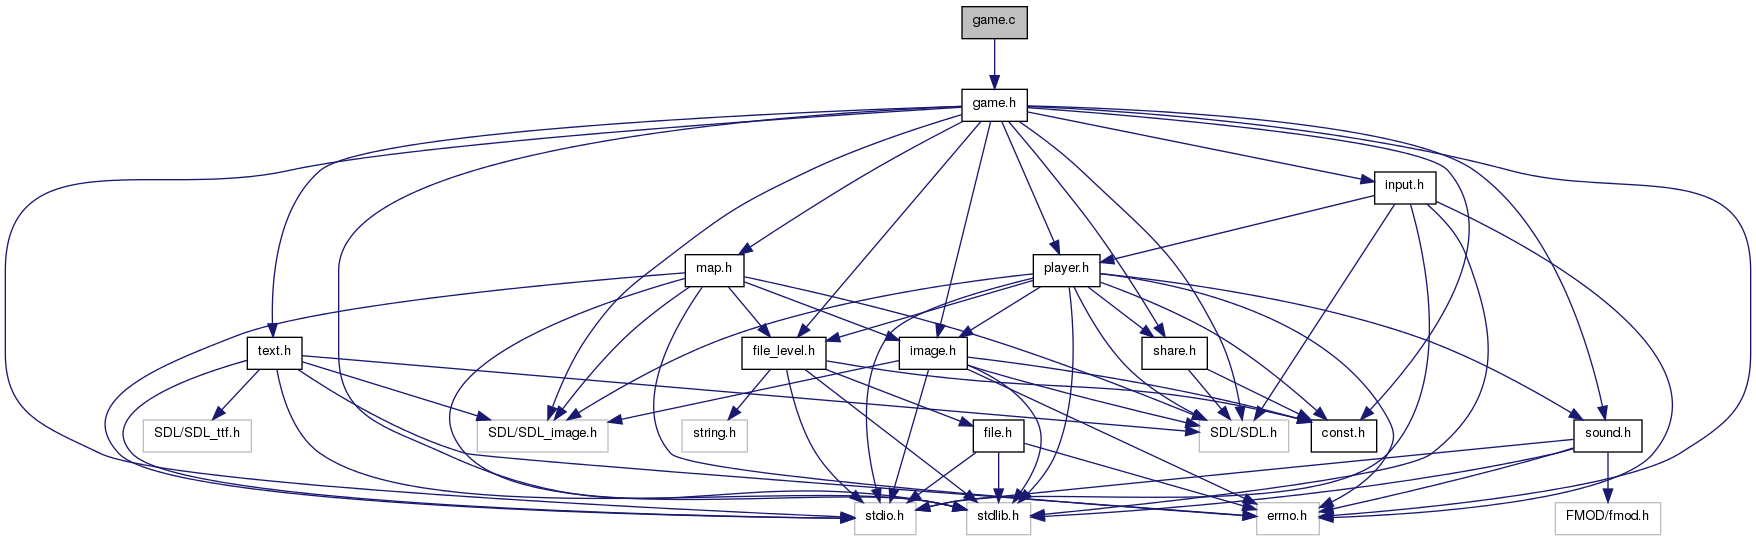 game.c
game.h
input.h
map.h
player.h
text.h
file_level.h
image.h
share.h
SDL/SDL_ttf.h
SDL/SDL_image.h
string.h
file.h
SDL/SDL.h
const.h
sound.h
stdio.h
stdlib.h
errno.h
FMOD/fmod.h